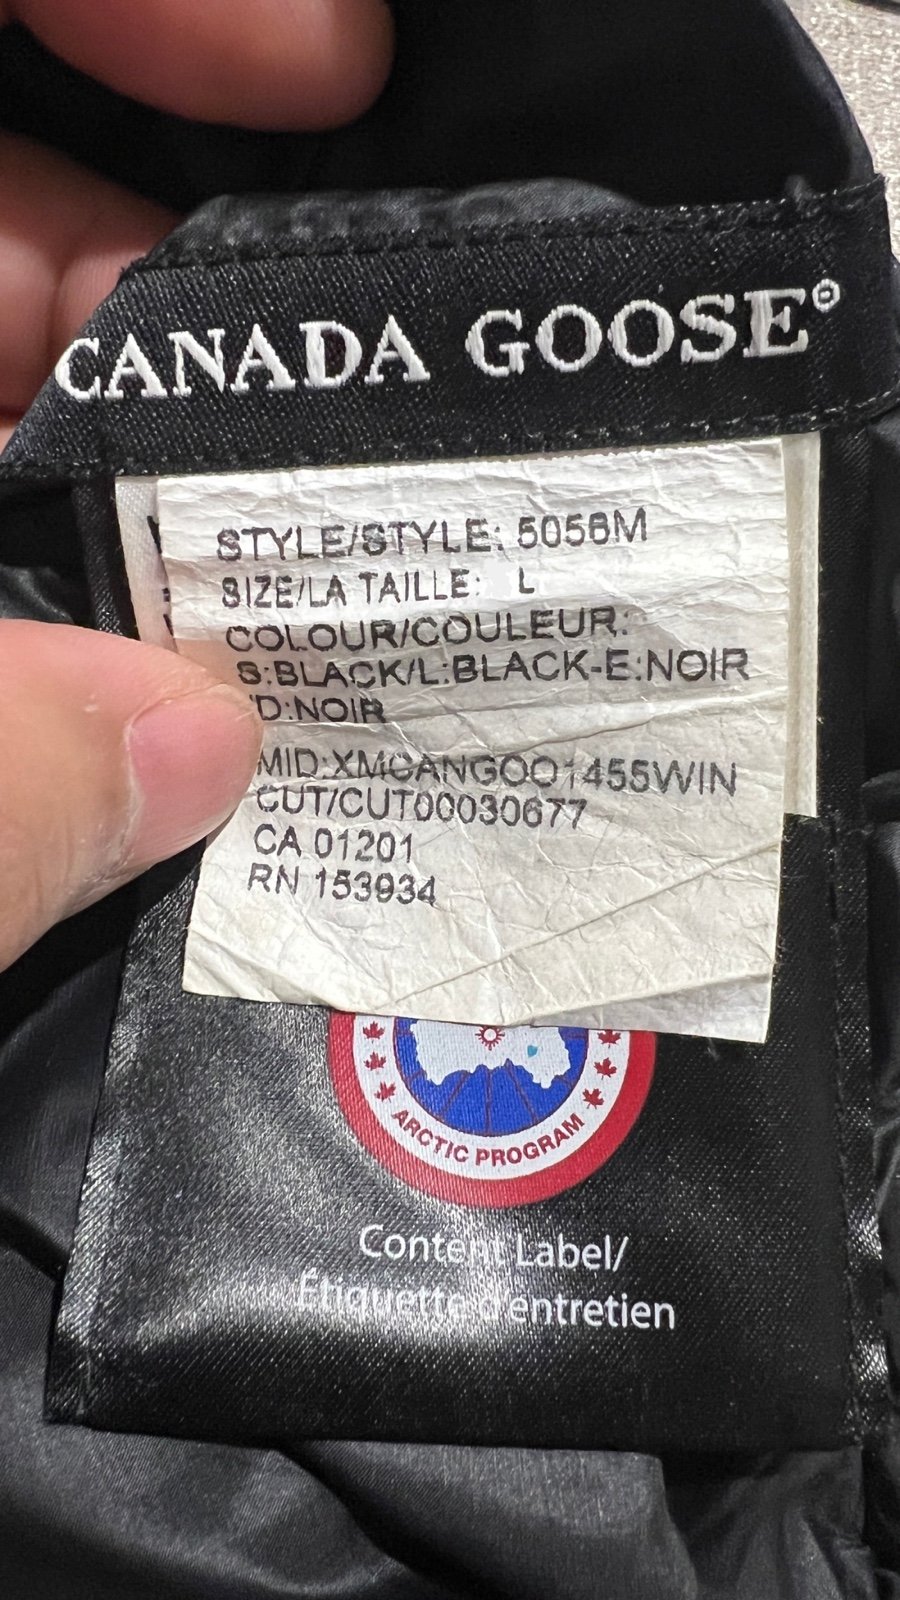 CANADA GOOSE®
STYLE/STYLE: 5058M
SIZE/LA TAILLE: L
COLOUR/COULEUR:
S:BLACK/L:BLACK-E:NOIR
D:NOIR
MID:XMCANGOO1455WIN
CUT/CUT00030677
CA 01201
RN 153934
ARCTIC PROGRAM
Content Label/
Étiquette d'entretien